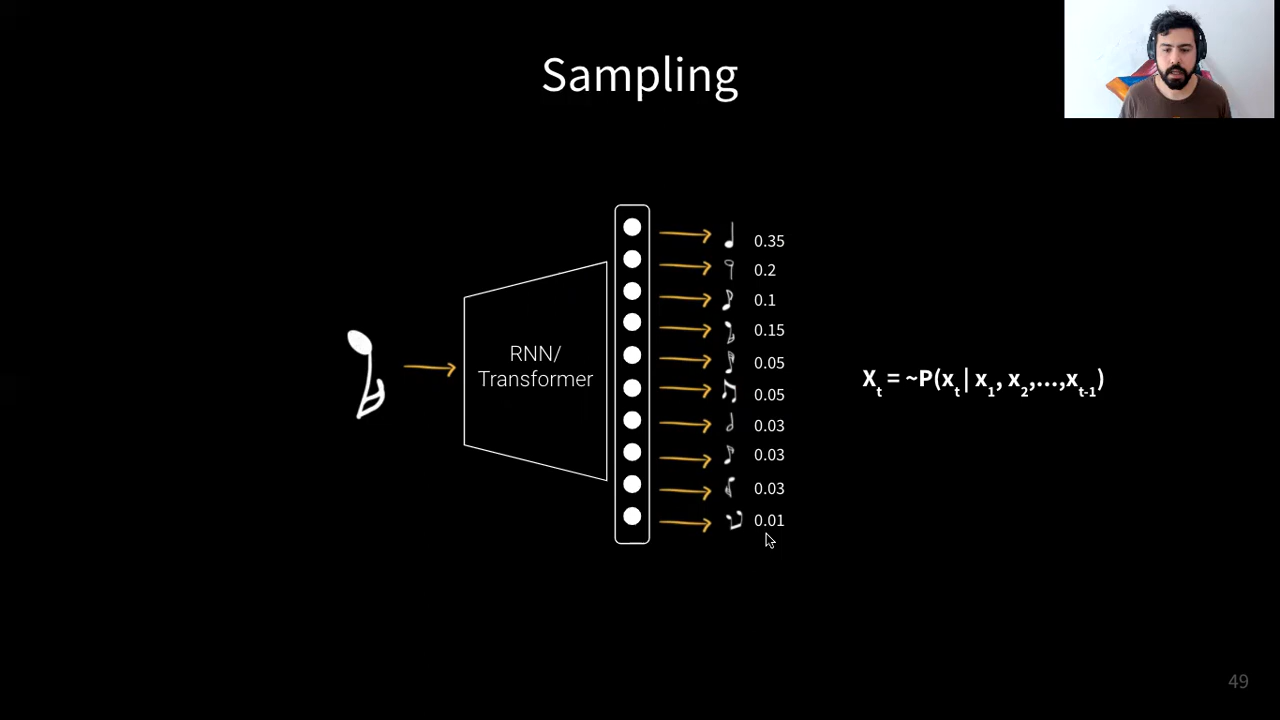 Sampling
0.35
0.2
0.1
0.15
0.05
0.05
0.03
0.03
0.03
0.01
RNN/
Transformer
Xt = ~P(xt| x1, x2,...,xt-1)
49